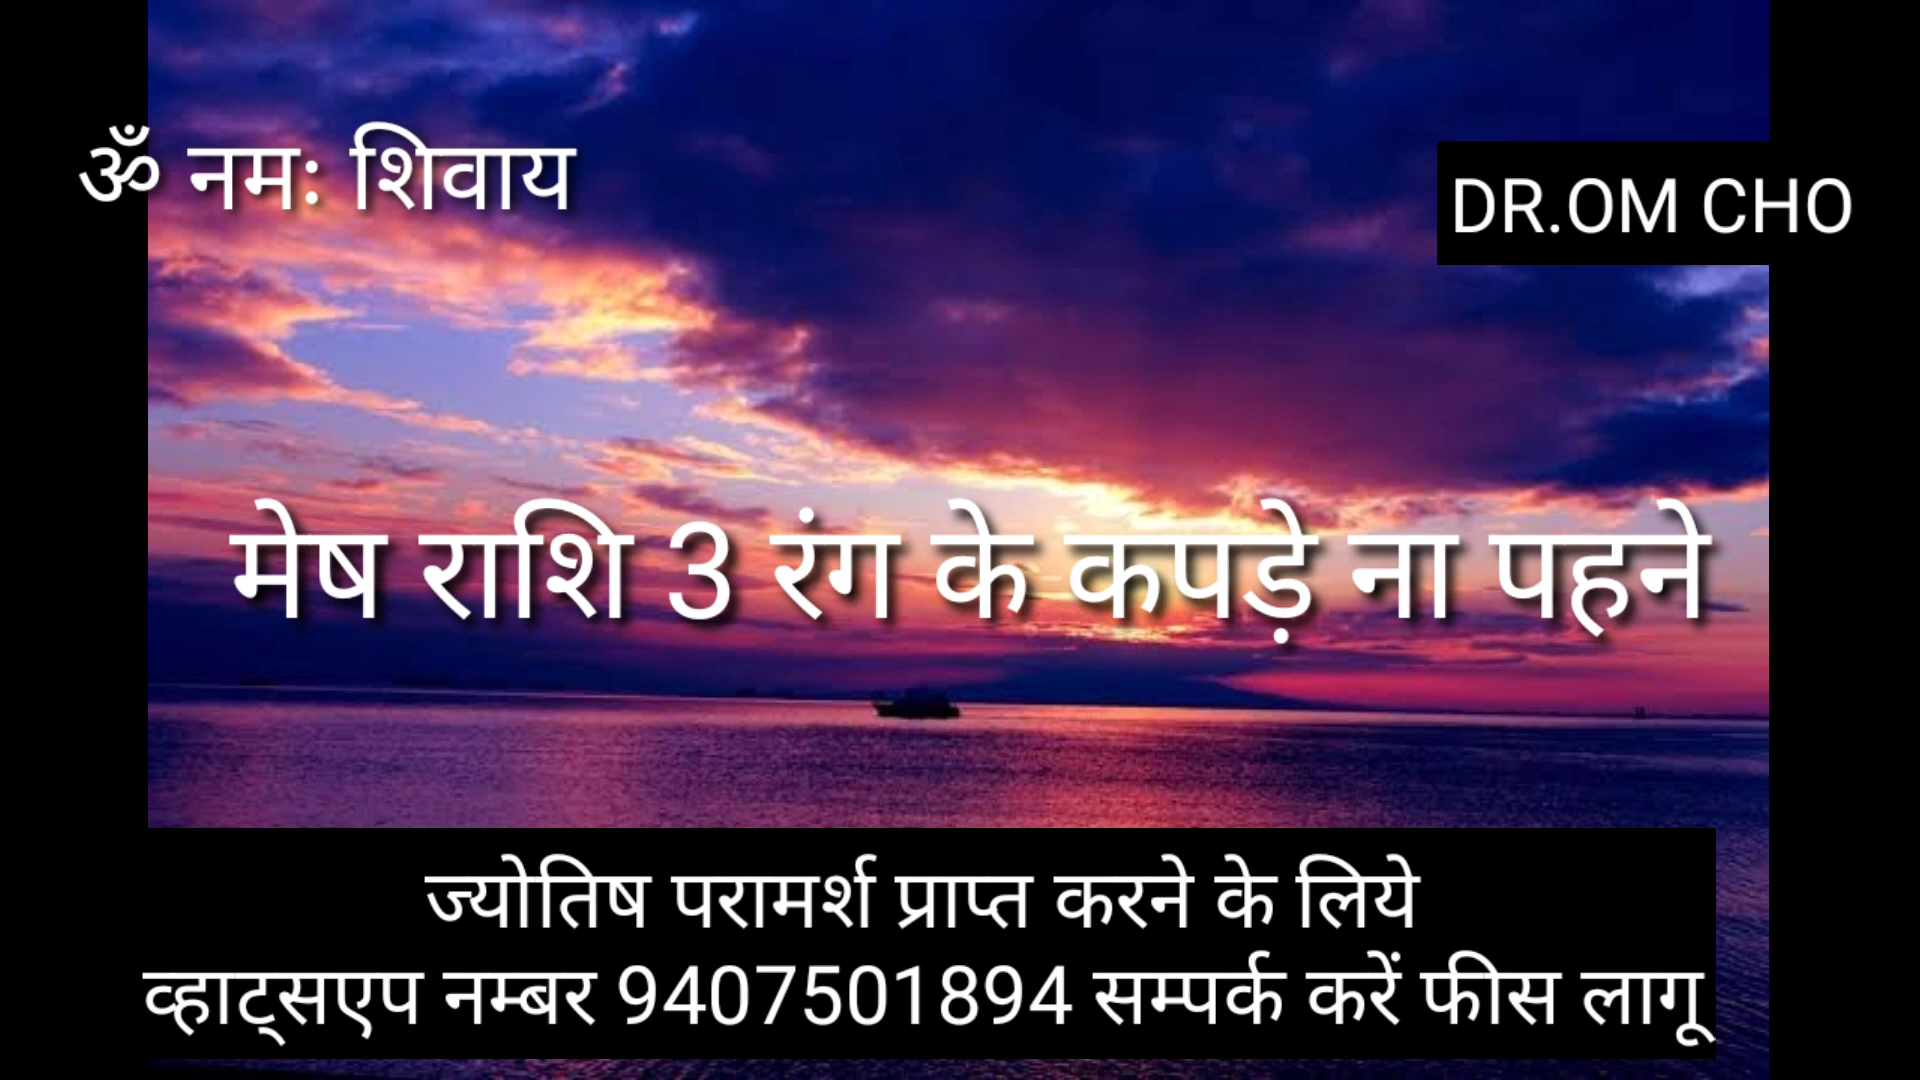 ॐ नमः शिवाय
DR.OM CHO
मेष राशि 3 रंग के कपड़े ना पहने
ज्योतिष परामर्श प्राप्त करने के लिये
व्हाट्सएप नम्बर 9407501894 सम्पर्क करें फीस लागू